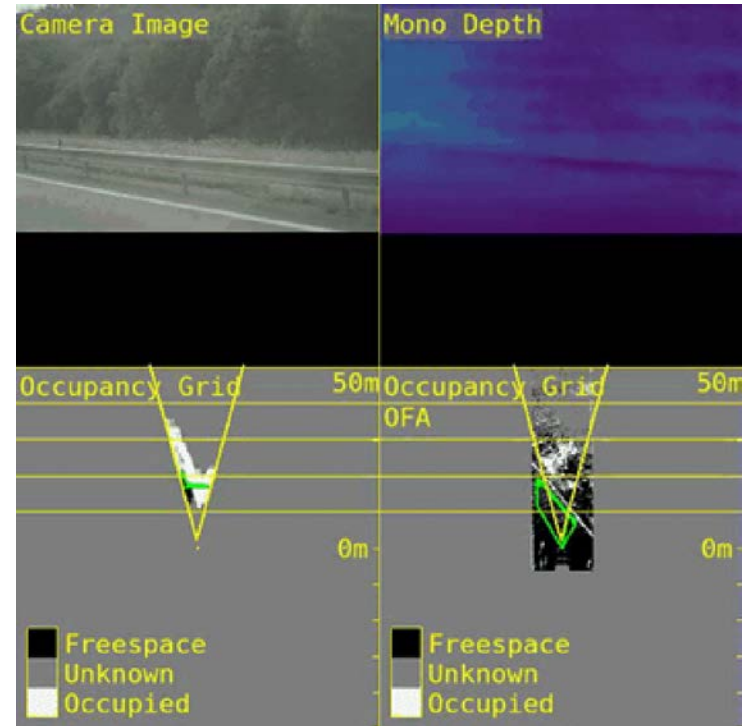 Camera Image
Mono Depth
Occupancy Grid 50m
0m
Freespace
Unknown
Occupied
Occupancy Grid 50m
OFA
0m
Freespace
Unknown
Occupied